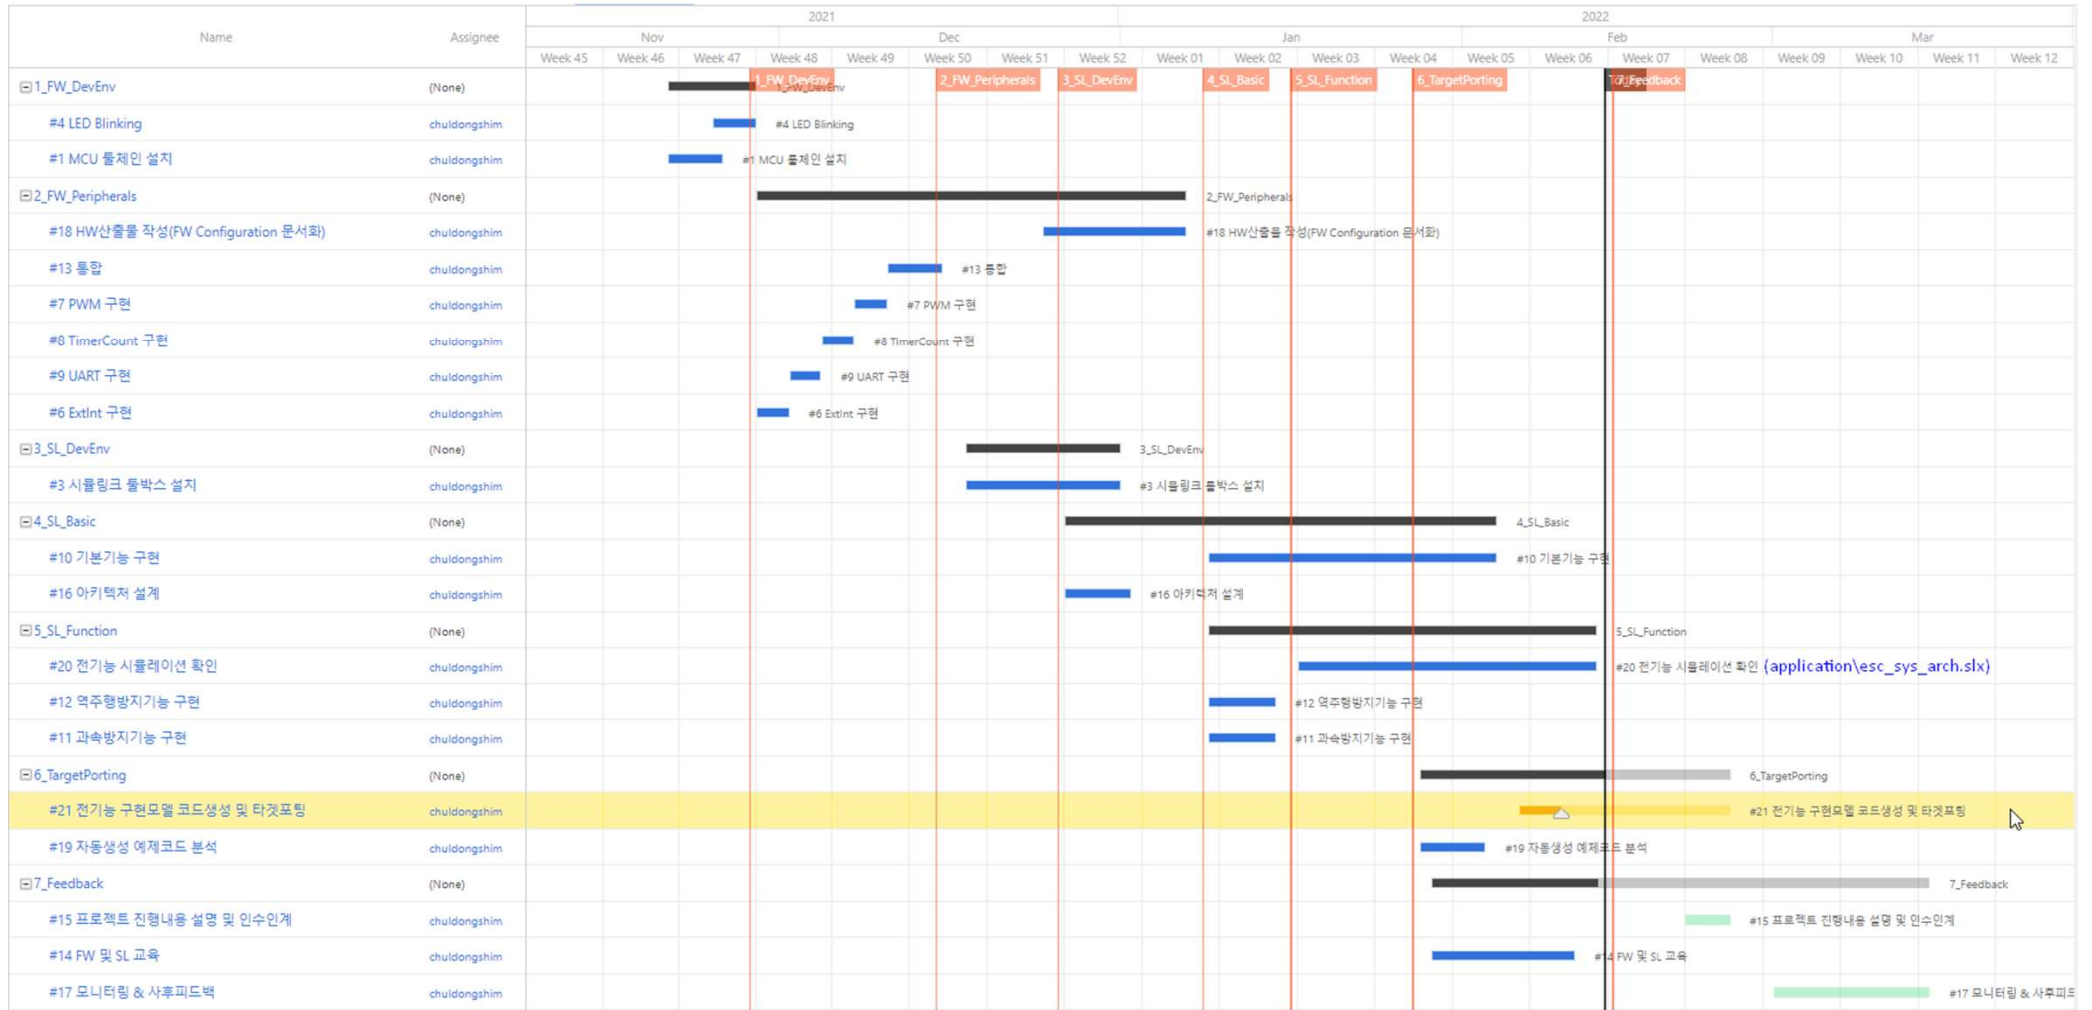 2021 2022
Name Assignee Nov Dec Jan Feb Mar
Week 45 Week 46 Week 47 Week 48 Week 49 Week 50 Week 51 Week 52 Week 01 Week 02 Week 03 Week 04 Week 05 Week 06 Week 07 Week 08 Week 09 Week 10 Week 11 Week 12
1_FW_DevEnv 2_FW_Peripherals 3_SL_DevEnv 4_SL_Basic 5_SL_Function 6_TargetPorting 7_Feedback
1_FW_DevEnv (None) 1_FW_DevEnv
#4 LED Blinking chuldongshim #4 LED Blinking
#1 MCU 툴체인 설치 chuldongshim #1 MCU 툴체인 설치
2_FW_Peripherals (None) 2_FW_Peripherals
#18 HW산출물 작성(FW Configuration 문서화) chuldongshim #18 HW산출물 작성(FW Configuration 문서화)
#13 통합 chuldongshim #13 통합
#7 PWM 구현 chuldongshim #7 PWM 구현
#8 TimerCount 구현 chuldongshim #8 TimerCount 구현
#9 UART 구현 chuldongshim #9 UART 구현
#6 ExtInt 구현 chuldongshim #6 ExtInt 구현
3_SL_DevEnv (None) 3_SL_DevEnv
#3 시뮬링크 툴박스 설치 chuldongshim #3 시뮬링크 툴박스 설치
4_SL_Basic (None) 4_SL_Basic
#10 기본기능 구현 chuldongshim #10 기본기능 구현
#16 아키텍처 설계 chuldongshim #16 아키텍처 설계
5_SL_Function (None) 5_SL_Function
#20 전기능 시뮬레이션 확인 chuldongshim #20 전기능 시뮬레이션 확인 (application\esc_sys_arch.slx)
#12 역주행방지기능 구현 chuldongshim #12 역주행방지기능 구현
#11 과속방지기능 구현 chuldongshim #11 과속방지기능 구현
6_TargetPorting (None) 6_TargetPorting
#21 전기능 구현모델 코드생성 및 타겟포팅 chuldongshim #21 전기능 구현모델 코드생성 및 타겟포팅
#19 자동생성 예제코드 분석 chuldongshim #19 자동생성 예제코드 분석
7_Feedback (None) 7_Feedback
#15 프로젝트 진행내용 설명 및 인수인계 chuldongshim #15 프로젝트 진행내용 설명 및 인수인계
#14 FW 및 SL 교육 chuldongshim #14 FW 및 SL 교육
#17 모니터링 & 사후피드백 chuldongshim #17 모니터링 & 사후피드